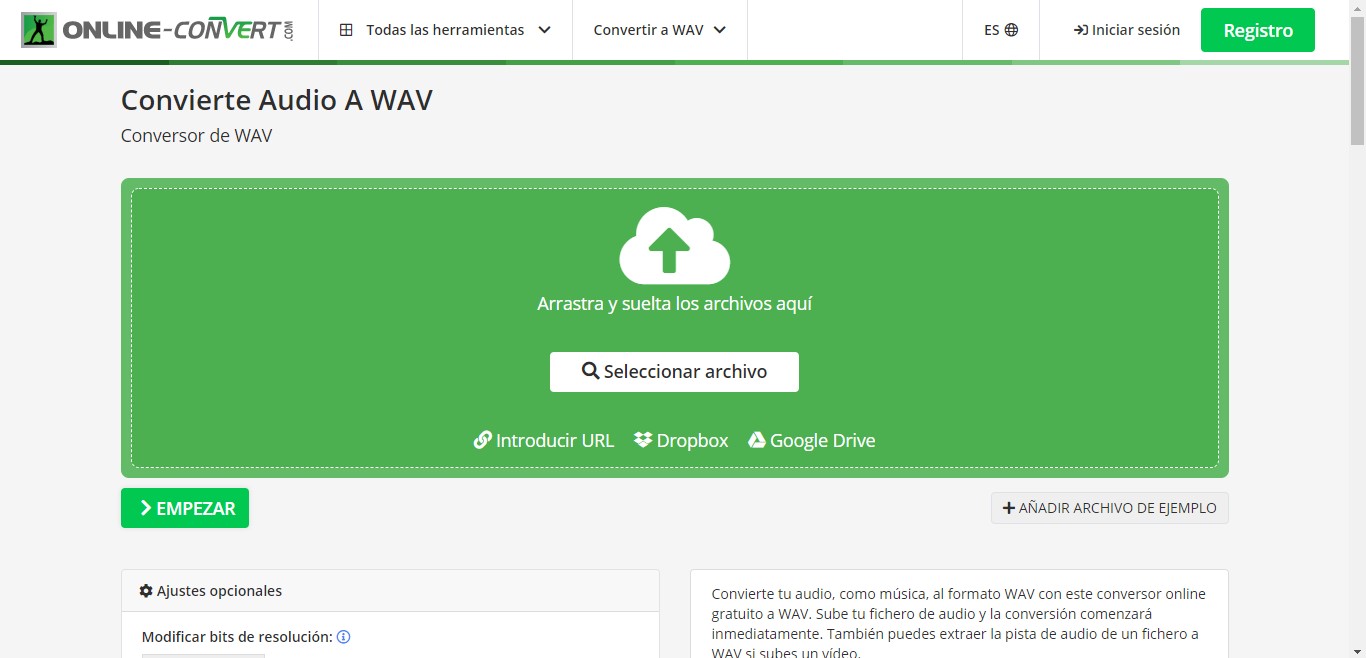 ONLINE-CONVERT.COM
Todas las herramientas
Convertir a WAV
ES
Iniciar sesión
Registro
Convierte Audio A WAV
Conversor de WAV
Arrastra y suelta los archivos aquí
Seleccionar archivo
Introducir URL
Dropbox
Google Drive
EMPEZAR
AÑADIR ARCHIVO DE EJEMPLO
Ajustes opcionales
Modificar bits de resolución:
Convierte tu audio, como música, al formato WAV con este conversor online
gratuito a WAV. Sube tu fichero de audio y la conversión comenzará
inmediatamente. También puedes extraer la pista de audio de un fichero a
WAV si subes un vídeo.